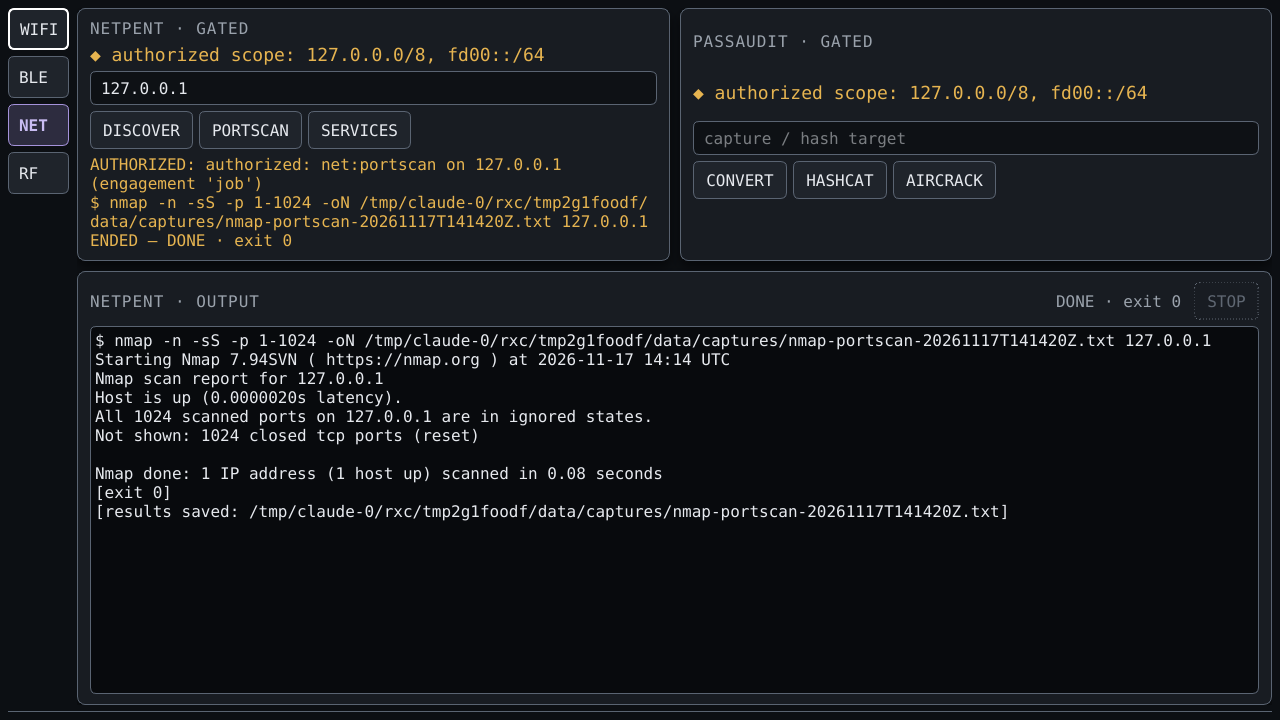 WIFI
BLE
NET
RF
NETPENT · GATED
◆ authorized scope: 127.0.0.0/8, fd00::/64
127.0.0.1
DISCOVER PORTSCAN SERVICES
AUTHORIZED: authorized: net:portscan on 127.0.0.1
(engagement 'job')
$ nmap -n -sS -p 1-1024 -oN /tmp/claude-0/rxc/tmp2g1foodf/
data/captures/nmap-portscan-20261117T141420Z.txt 127.0.0.1
ENDED — DONE · exit 0
PASSAUDIT · GATED
◆ authorized scope: 127.0.0.0/8, fd00::/64
capture / hash target
CONVERT HASHCAT AIRCRACK
NETPENT · OUTPUT DONE · exit 0 STOP
$ nmap -n -sS -p 1-1024 -oN /tmp/claude-0/rxc/tmp2g1foodf/data/captures/nmap-portscan-20261117T141420Z.txt 127.0.0.1
Starting Nmap 7.94SVN ( https://nmap.org ) at 2026-11-17 14:14 UTC
Nmap scan report for 127.0.0.1
Host is up (0.0000020s latency).
All 1024 scanned ports on 127.0.0.1 are in ignored states.
Not shown: 1024 closed tcp ports (reset)
Nmap done: 1 IP address (1 host up) scanned in 0.08 seconds
[exit 0]
[results saved: /tmp/claude-0/rxc/tmp2g1foodf/data/captures/nmap-portscan-20261117T141420Z.txt]